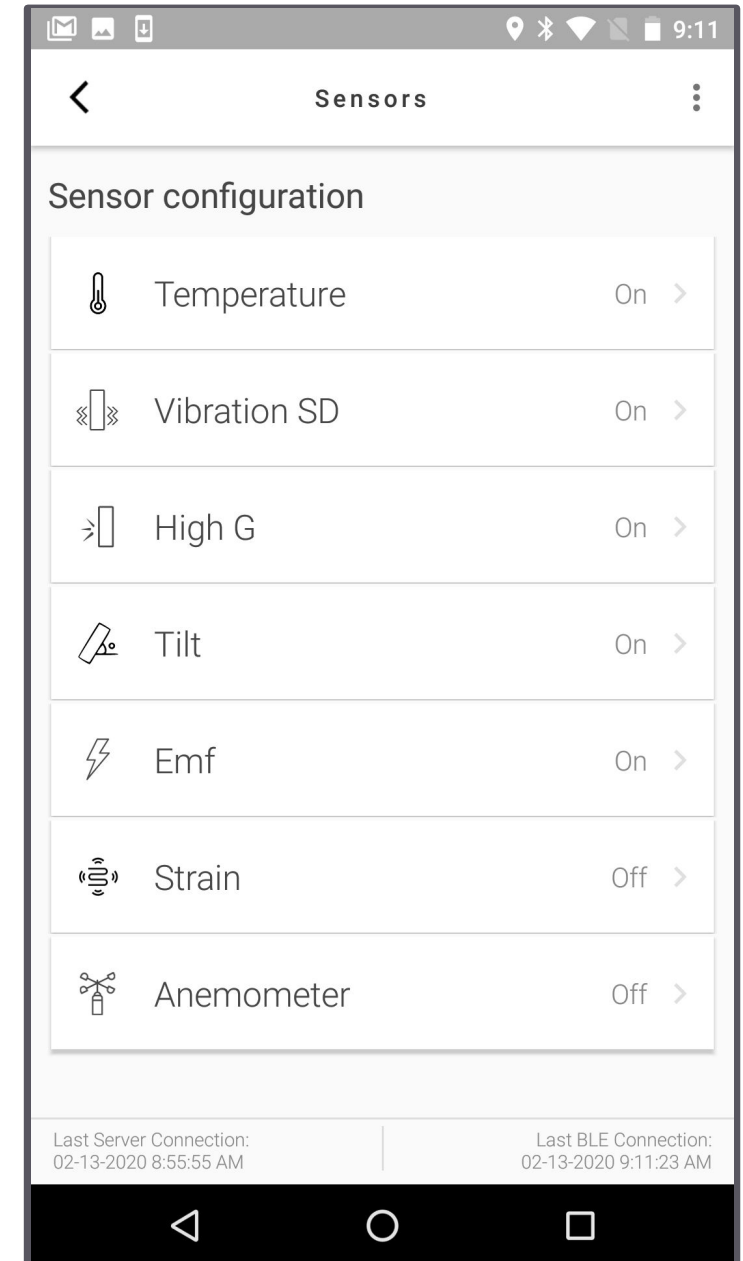 9:11
Sensors
Sensor configuration
Temperature On
Vibration SD On
High G On
Tilt On
Emf On
Strain Off
Anemometer Off
Last Server Connection: Last BLE Connection:
02-13-2020 8:55:55 AM 02-13-2020 9:11:23 AM